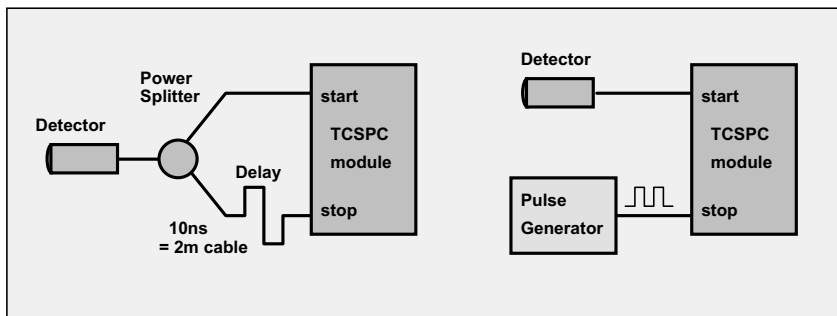 Power
Splitter
Detector
start
TCSPC
module
Delay
stop
10ns
= 2m cable
Detector
start
TCSPC
module
Pulse
Generator
stop